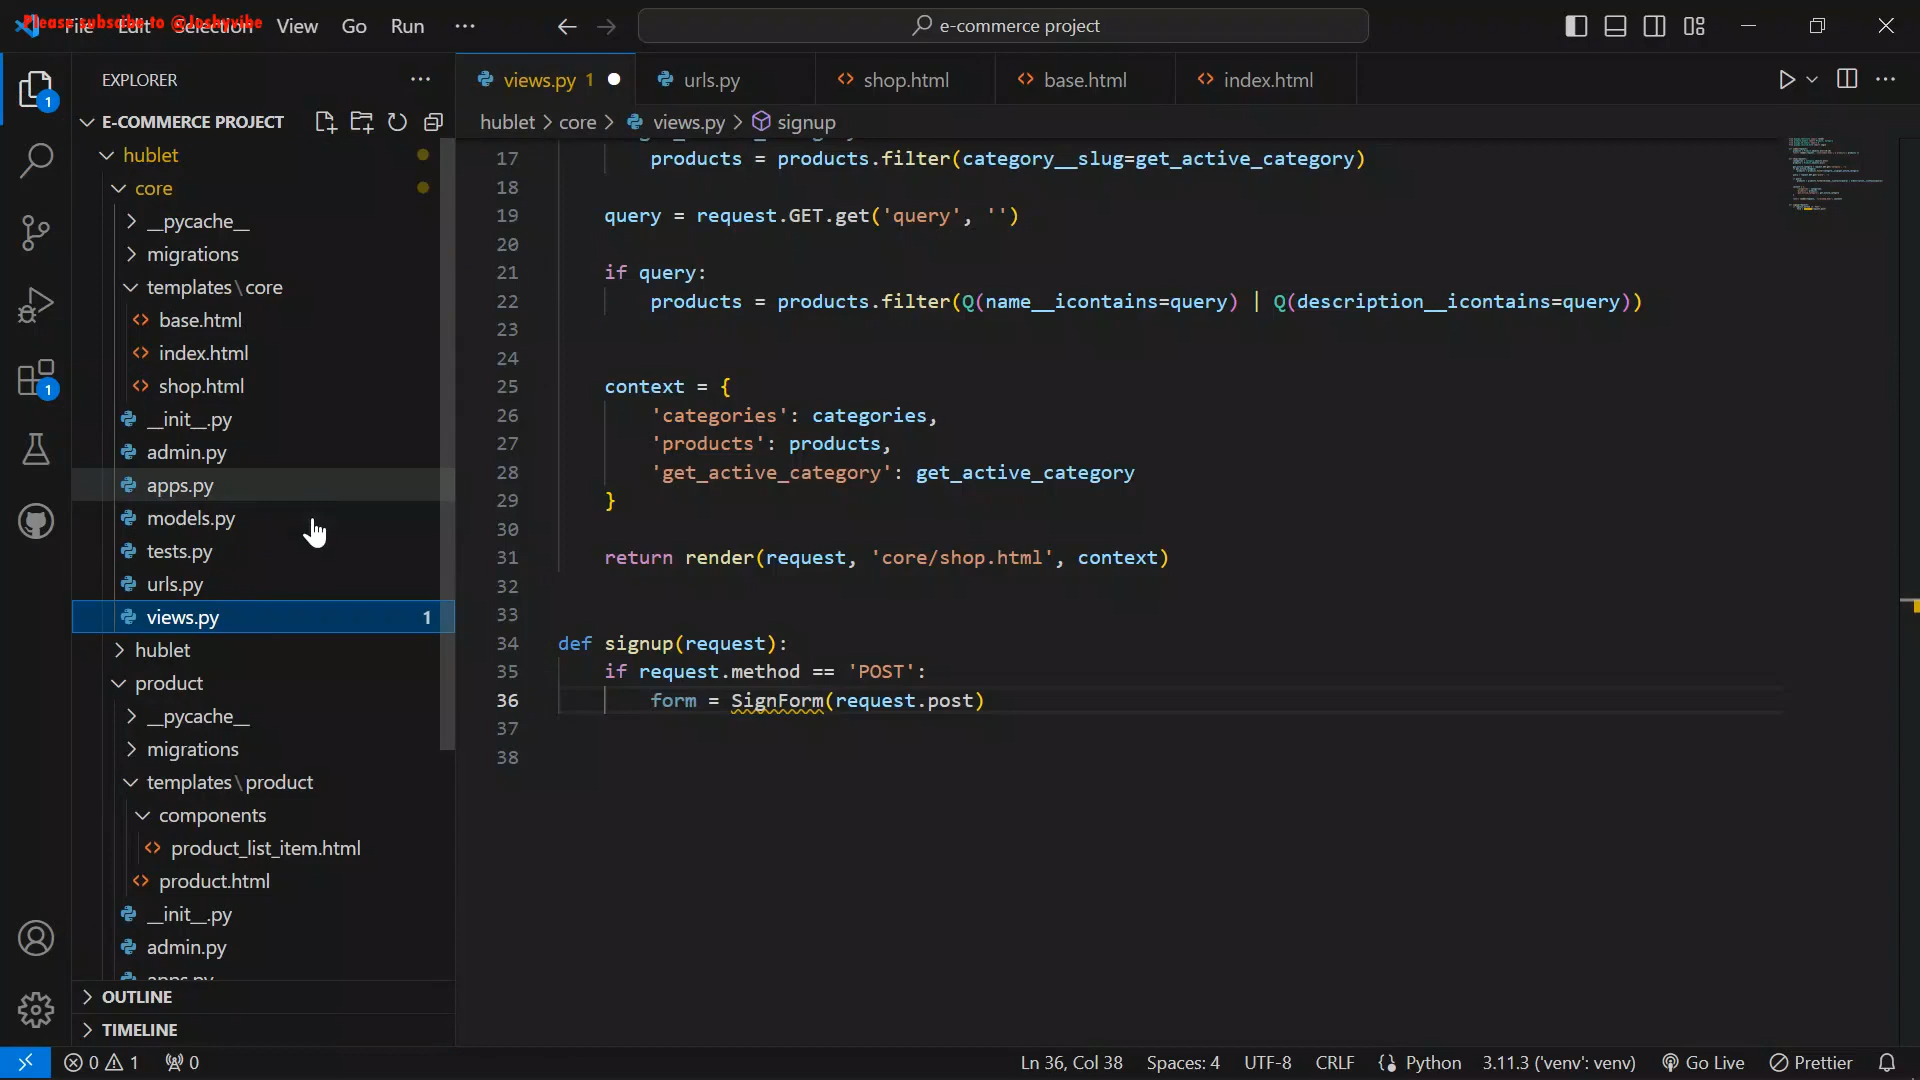 File Edit Selection View Go Run ···
Please subscibe to @Joshyvibe
e-commerce project
EXPLORER
views.py 1
urls.py
shop.html
base.html
index.html
E-COMMERCE PROJECT
hublet > core > views.py > signup
hublet
core
__pycache__
migrations
templates\core
base.html
index.html
shop.html
__init__.py
admin.py
apps.py
models.py
tests.py
urls.py
views.py 1
hublet
product
__pycache__
migrations
templates\product
components
product_list_item.html
product.html
__init__.py
admin.py
apps.py
OUTLINE
TIMELINE
17 products = products.filter(category__slug=get_active_category)
18
19 query = request.GET.get('query', '')
20
21 if query:
22 products = products.filter(Q(name__icontains=query) | Q(description__icontains=query))
23
24
25 context = {
26 'categories': categories,
27 'products': products,
28 'get_active_category': get_active_category
29 }
30
31 return render(request, 'core/shop.html', context)
32
33
34 def signup(request):
35 if request.method == 'POST':
36 form = SignForm(request.post)
37
38
1
1
0 1 0
Ln 36, Col 38 Spaces: 4 UTF-8 CRLF Python 3.11.3 ('venv': venv) Go Live Prettier